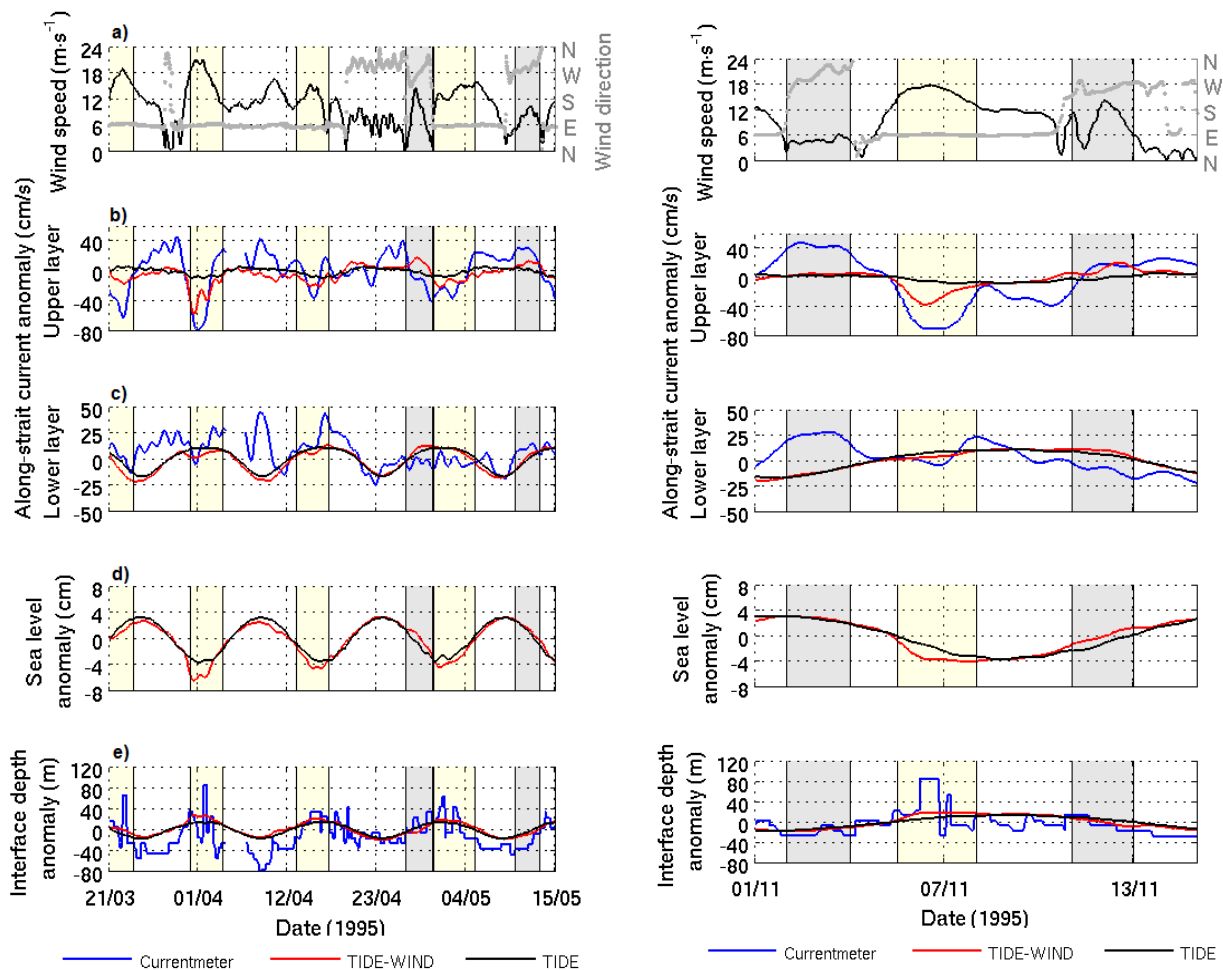 a)
Wind speed (m·s⁻¹)
24
18
12
6
0
N
W
S
E
N
Wind direction
Along-strait current anomaly (cm/s)
b)
Upper layer
40
0
-40
-80
c)
Lower layer
50
25
0
-25
-50
d)
Sea level
anomaly (cm)
8
4
0
-4
-8
e)
Interface depth
anomaly (m)
120
80
40
0
-40
-80
21/03 01/04 12/04 23/04 04/05 15/05
Date (1995)
Currentmeter TIDE-WIND TIDE
Wind speed (m·s⁻¹)
24
18
12
6
0
N
W
S
E
N
Wind direction
Along-strait current anomaly (cm/s)
Upper layer
40
0
-40
-80
Lower layer
50
25
0
-25
-50
Sea level
anomaly (cm)
8
4
0
-4
-8
Interface depth
anomaly (m)
120
80
40
0
-40
-80
01/11 07/11 13/11
Date (1995)
Currentmeter TIDE-WIND TIDE